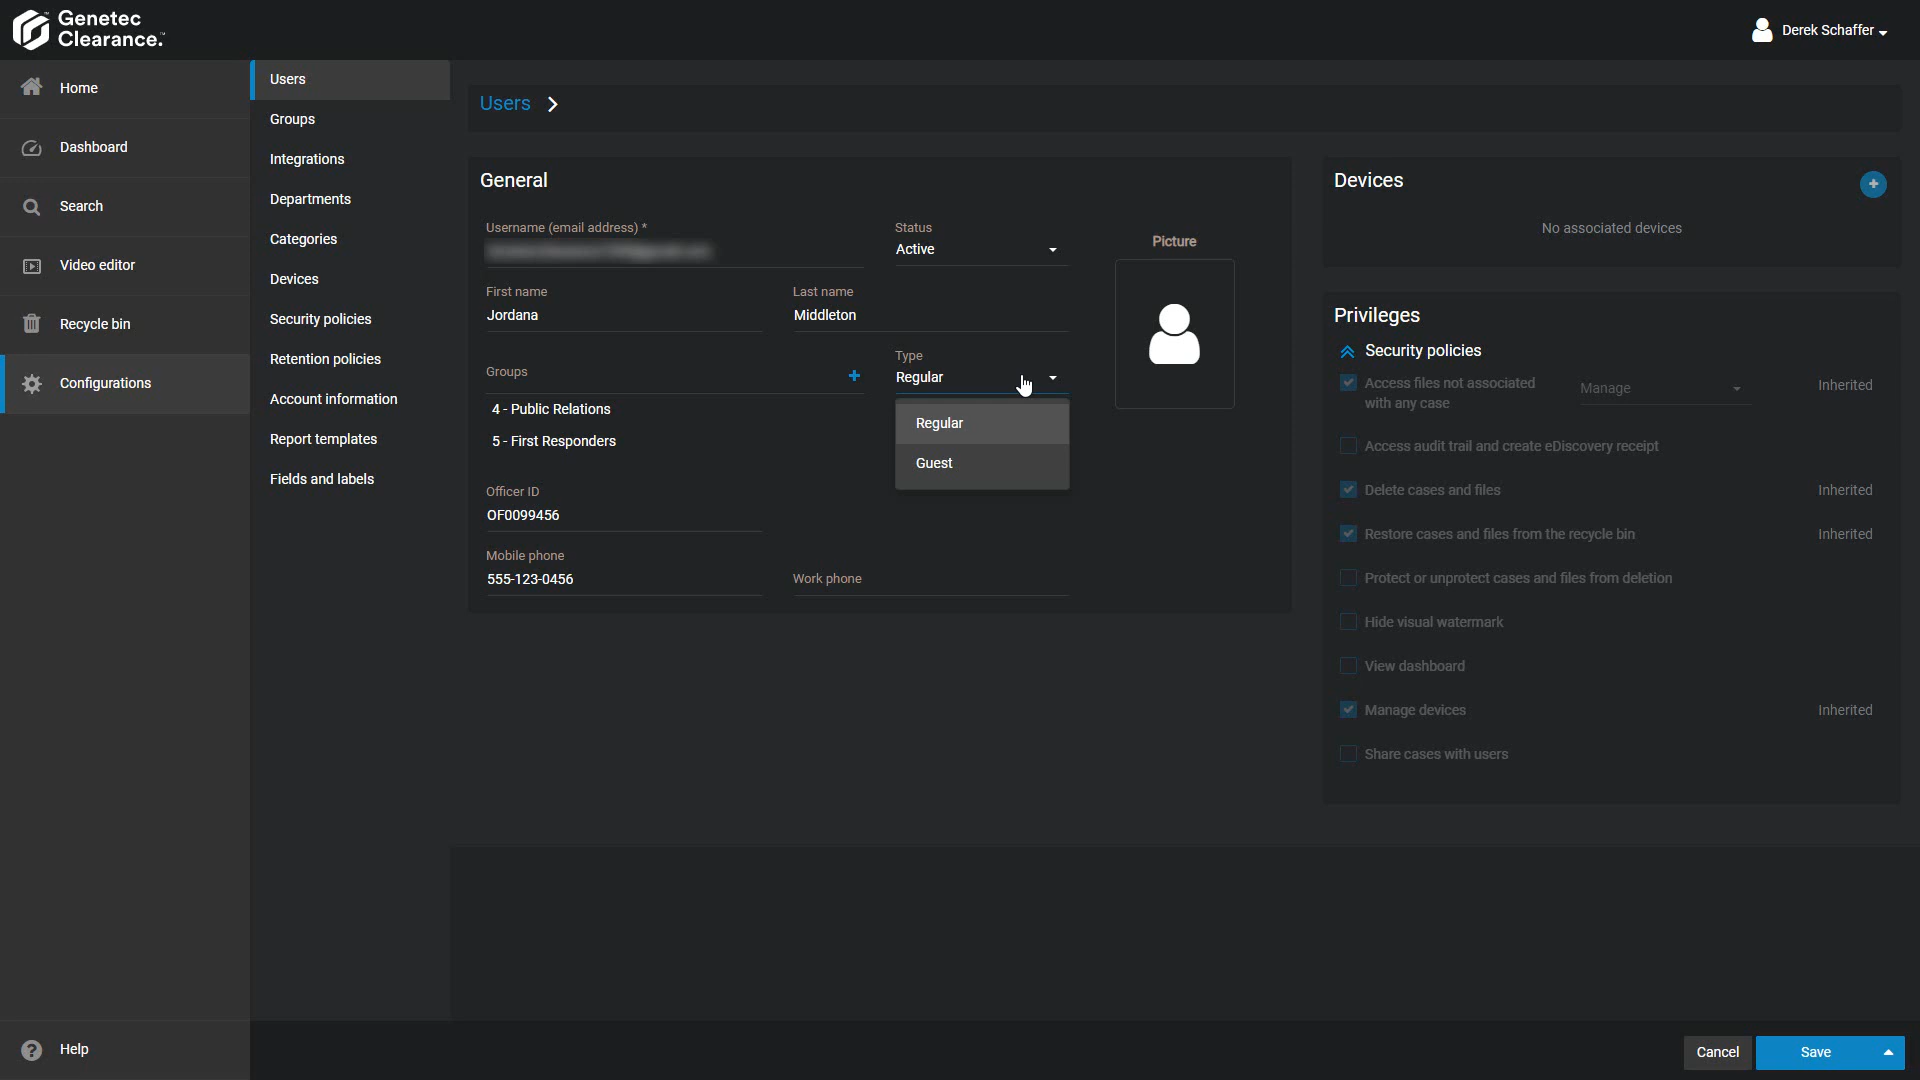 Genetec
Clearance.™
Derek Schaffer
Home
Dashboard
Search
Video editor
Recycle bin
Configurations
Help
Users
Groups
Integrations
Departments
Categories
Devices
Security policies
Retention policies
Account information
Report templates
Fields and labels
Users
General
Username (email address) *
Status
Active
First name
Jordana
Last name
Middleton
Groups
4 - Public Relations
5 - First Responders
Type
Regular
Regular
Guest
Officer ID
OF0099456
Mobile phone
555-123-0456
Work phone
Picture
Devices
No associated devices
Privileges
Security policies
Access files not associated
with any case
Manage
Inherited
Access audit trail and create eDiscovery receipt
Delete cases and files
Inherited
Restore cases and files from the recycle bin
Inherited
Protect or unprotect cases and files from deletion
Hide visual watermark
View dashboard
Manage devices
Inherited
Share cases with users
Cancel
Save